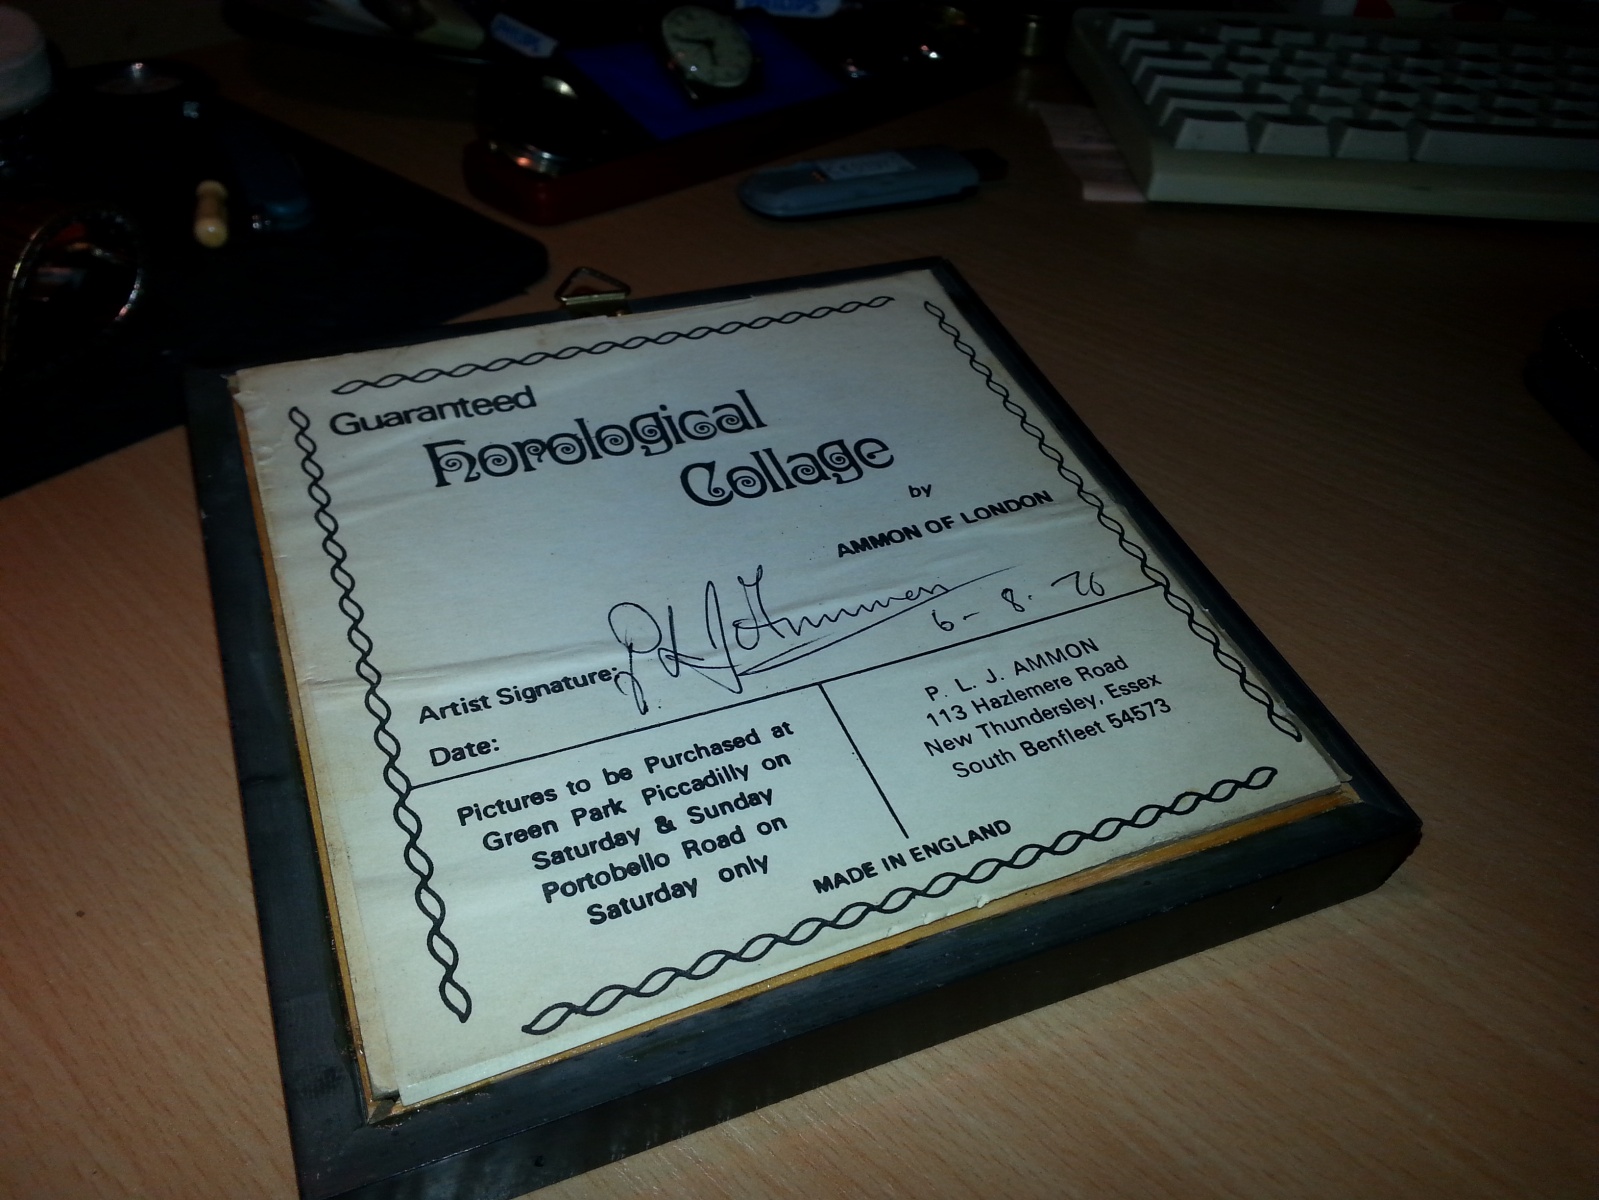 Guaranteed
Horological
Collage
by
AMMON OF LONDON
Artist Signature: P L J Ammon
Date: 6 - 8. 76
Pictures to be Purchased at
Green Park Piccadilly on
Saturday & Sunday
Portobello Road on
Saturday only
P. L. J. AMMON
113 Hazlemere Road
New Thundersley, Essex
South Benfleet 54573
MADE IN ENGLAND